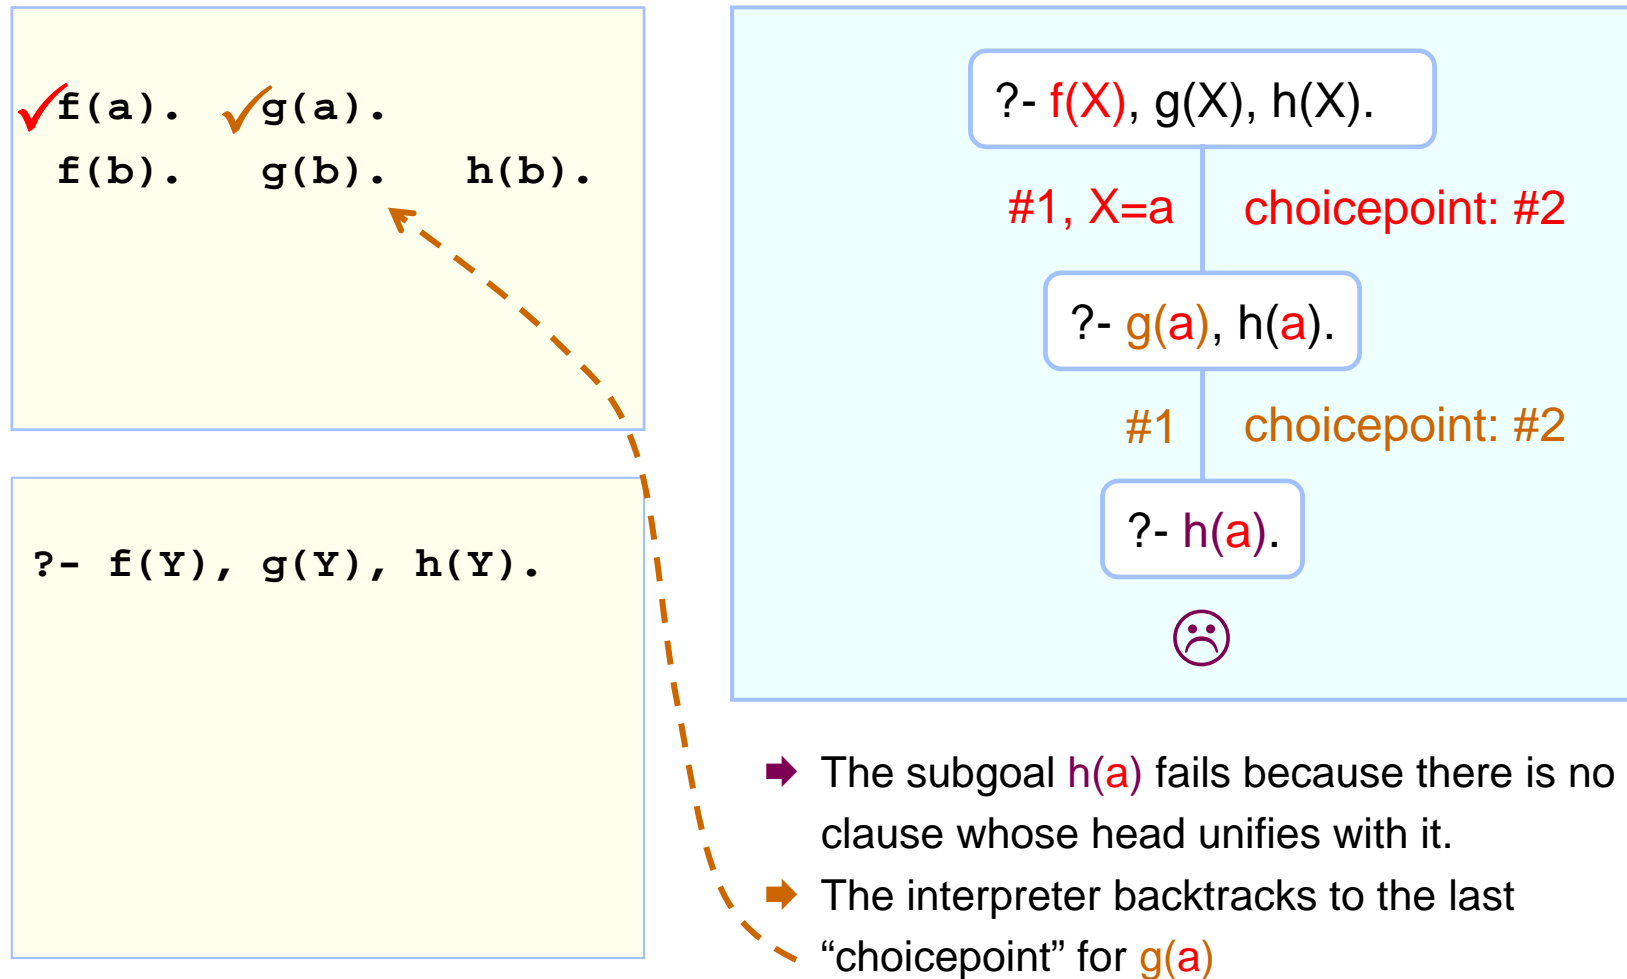 f(a). g(a).
f(b). g(b). h(b).
?- f(Y), g(Y), h(Y).
?- f(X), g(X), h(X).
#1, X=a choicepoint: #2
?- g(a), h(a).
#1 choicepoint: #2
?- h(a).
The subgoal h(a) fails because there is no
clause whose head unifies with it.
The interpreter backtracks to the last
“choicepoint” for g(a)